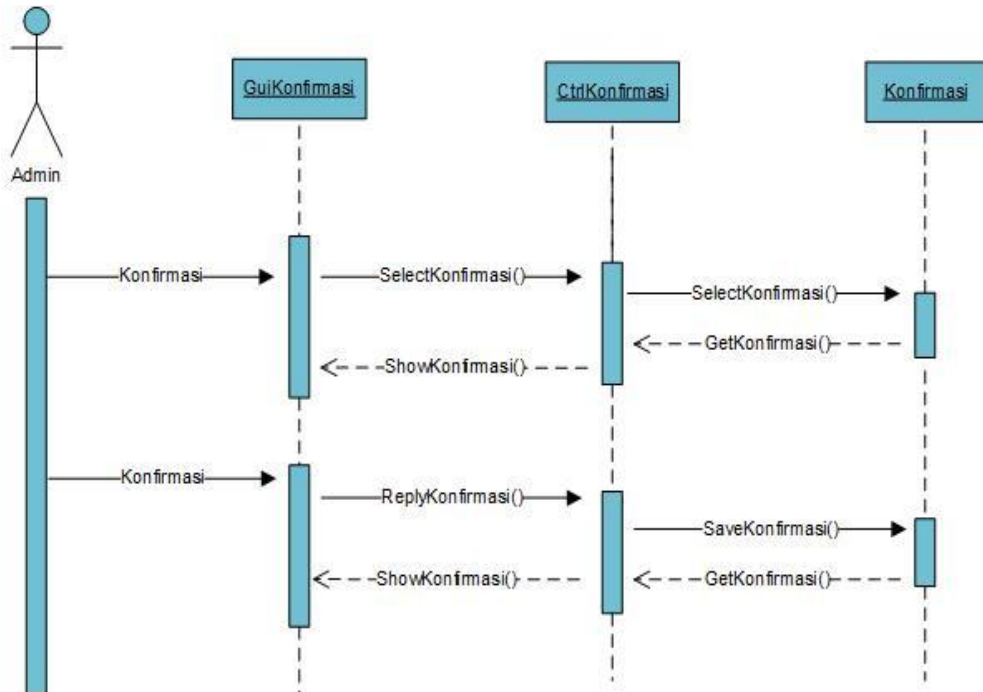 GuiKonfirmasi
CtrlKonfirmasi
Konfirmasi
Admin
Konfirmasi
SelectKonfirmasi()
SelectKonfirmasi()
GetKonfirmasi()
ShowKonfirmasi()
Konfirmasi
ReplyKonfirmasi()
SaveKonfirmasi()
GetKonfirmasi()
ShowKonfirmasi()